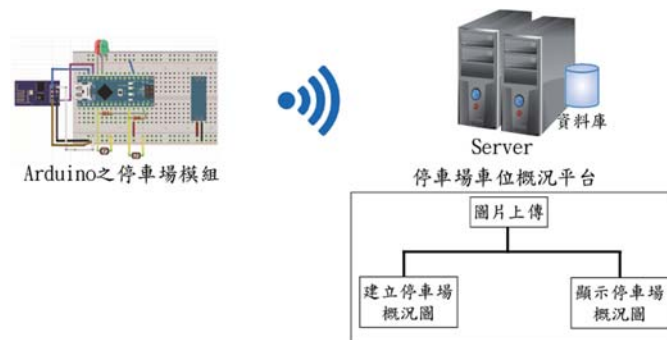 資料庫
Server
Arduino之停車場模組
停車場車位概況平台
圖片上傳
建立停車場
概況圖
顯示停車場
概況圖